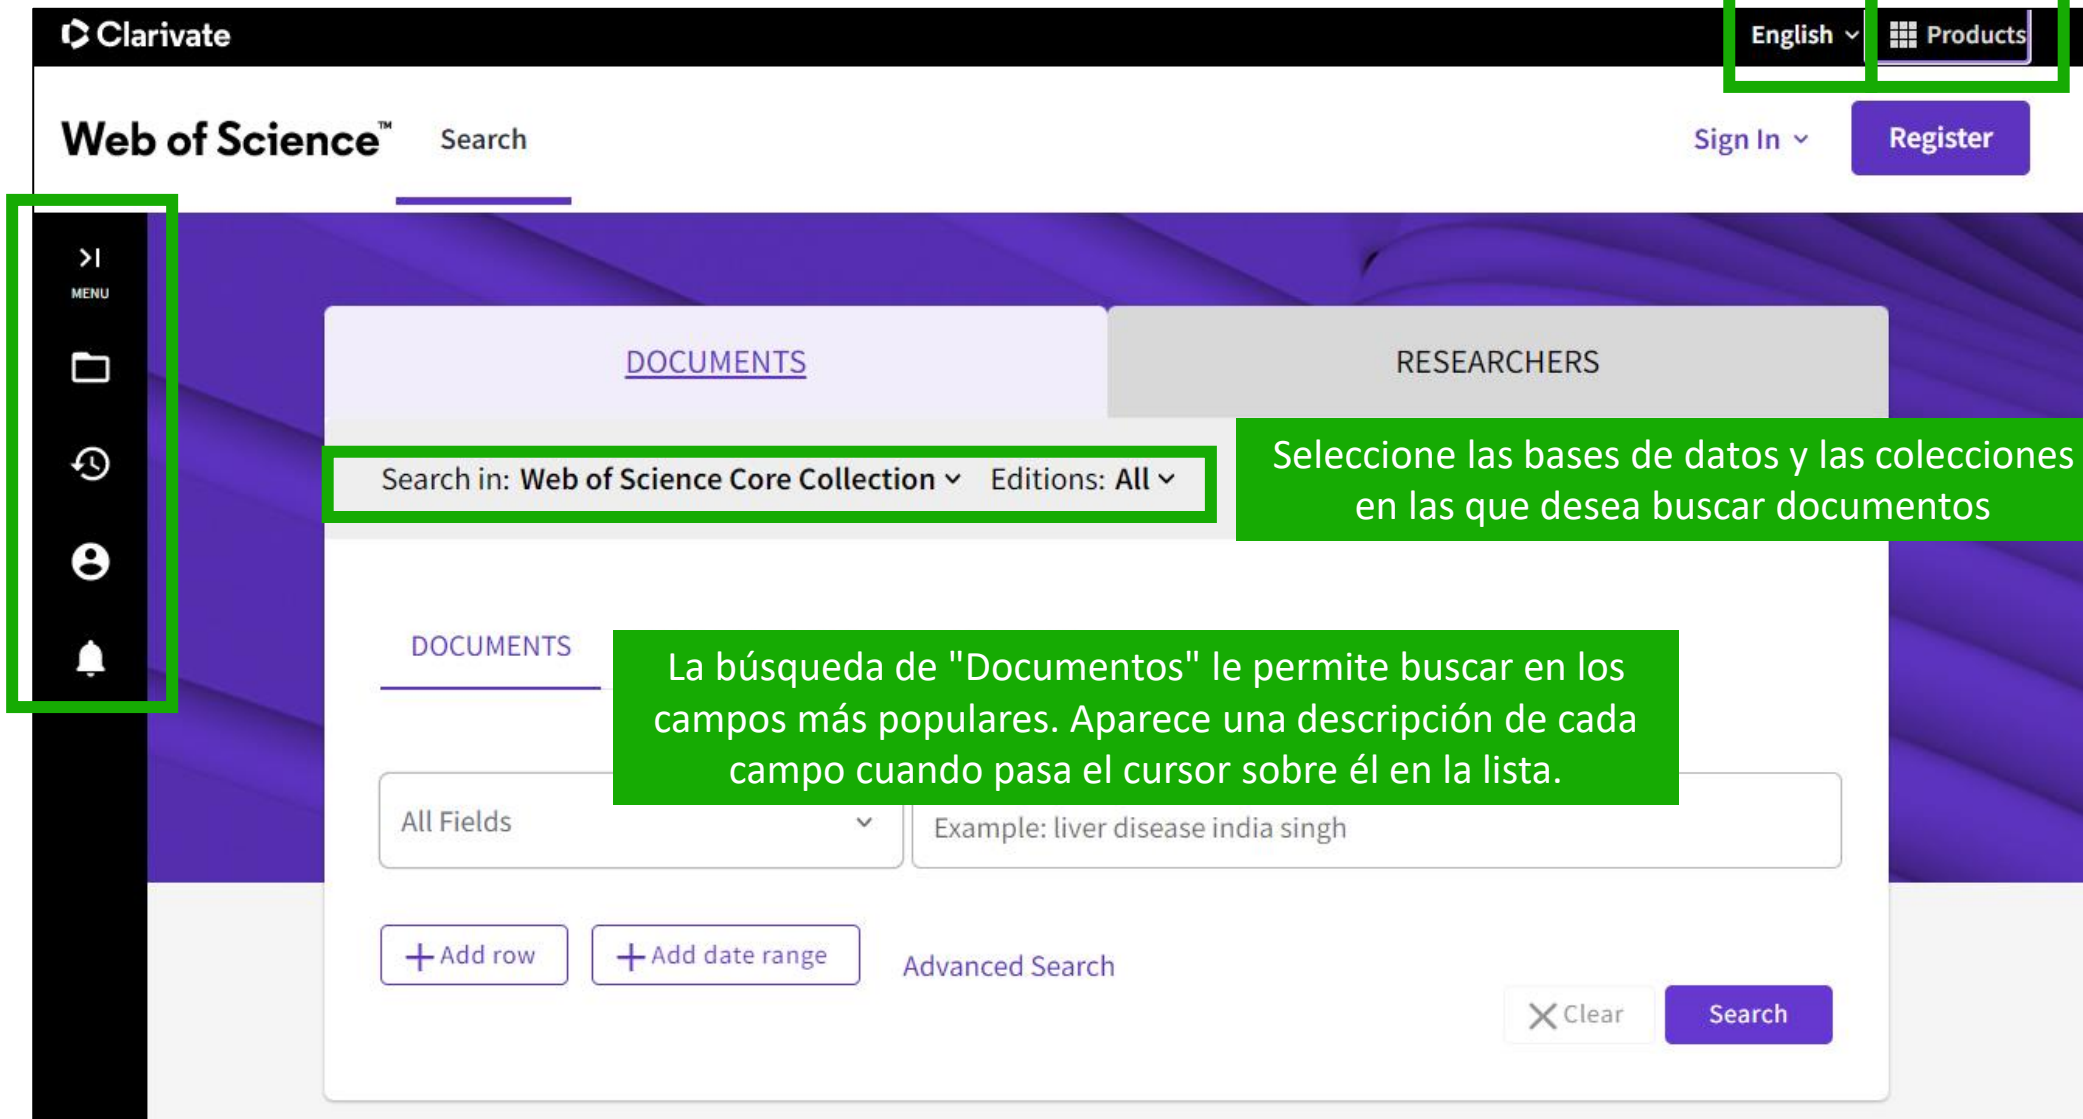 Clarivate
English
Products
Web of Science™
Search
Sign In
Register
MENU
DOCUMENTS
RESEARCHERS
Search in: Web of Science Core Collection
Editions: All
Seleccione las bases de datos y las colecciones
en las que desea buscar documentos
DOCUMENTS
La búsqueda de "Documentos" le permite buscar en los
campos más populares. Aparece una descripción de cada
campo cuando pasa el cursor sobre él en la lista.
All Fields
Example: liver disease india singh
+ Add row
+ Add date range
Advanced Search
Clear
Search